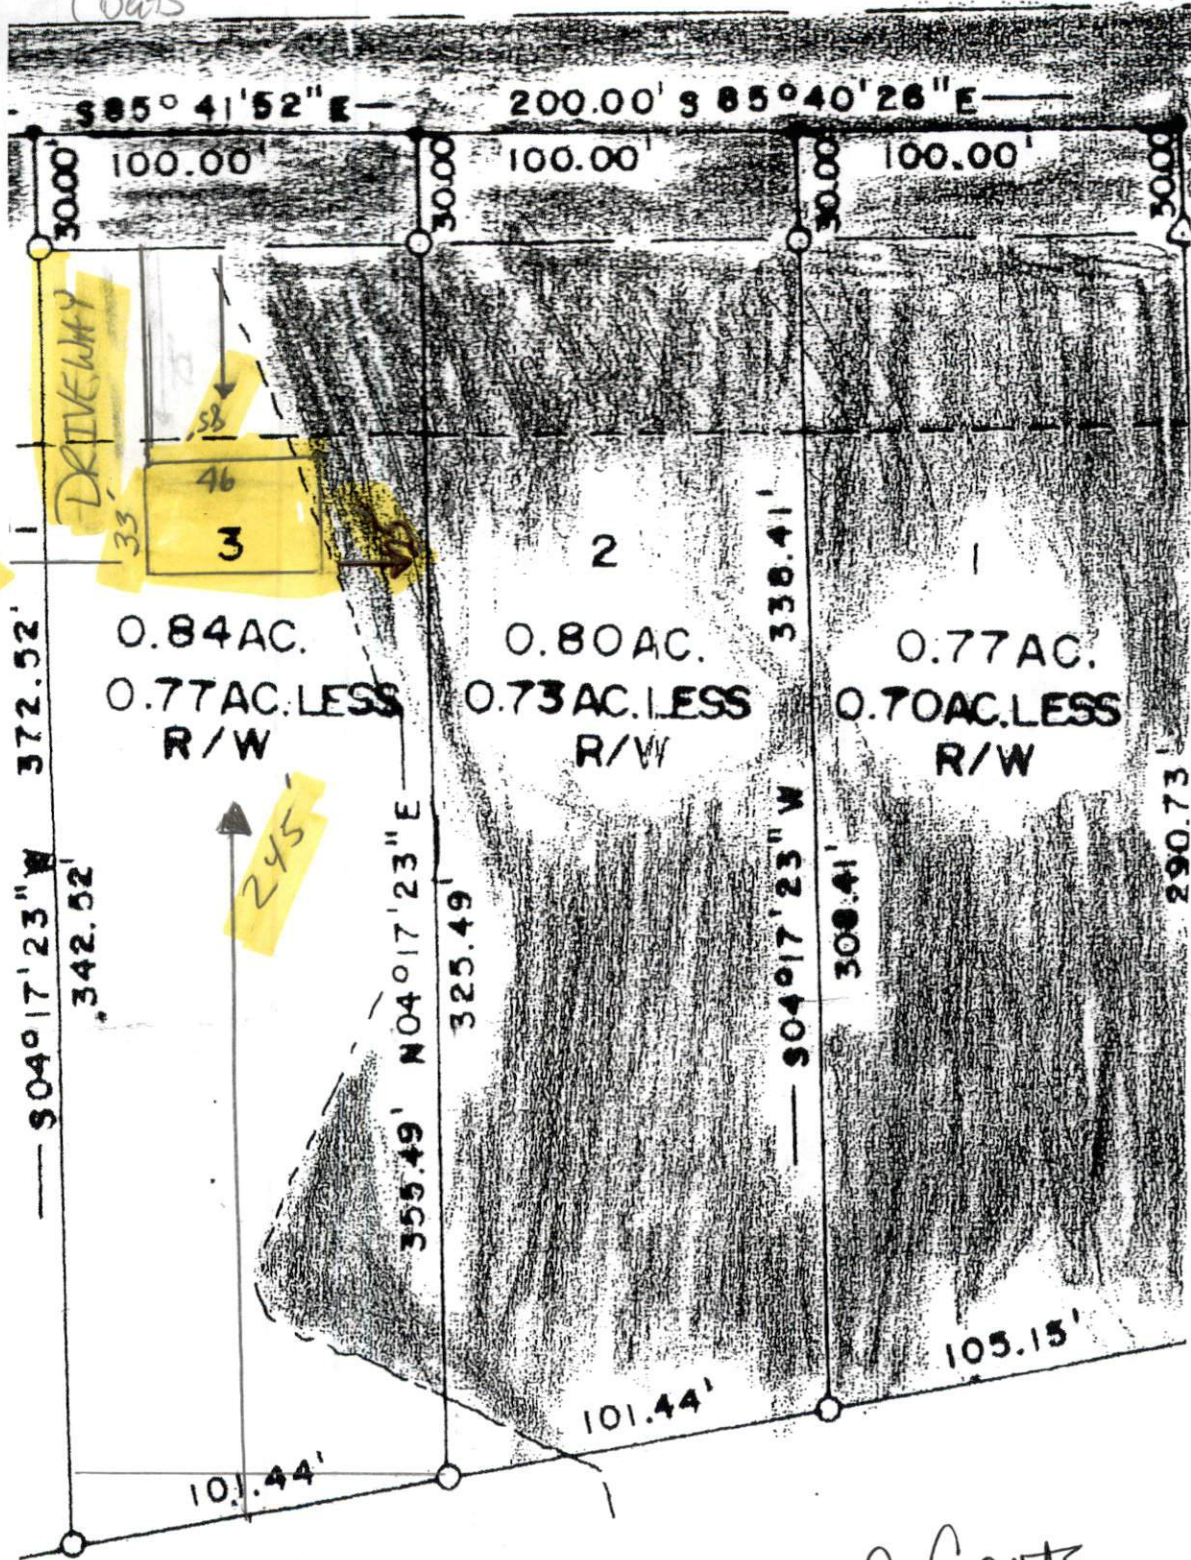 S85° 41'52"E
200.00' S 85°40'26"E
30.00'
100.00'
30.00'
100.00'
30.00'
100.00'
30.00'
DRIVEWAY
58
46
33'
3
2
1
0.84AC.
0.77AC.LESS
R/W
0.80AC.
0.73AC.LESS
R/W
0.77AC.
0.70AC.LESS
R/W
S04°17'23"W 372.52'
342.52'
245'
355.49' N04°17'23"E
325.49'
S04°17'23"W 338.41'
308.41'
290.73'
101.44'
101.44'
105.15'